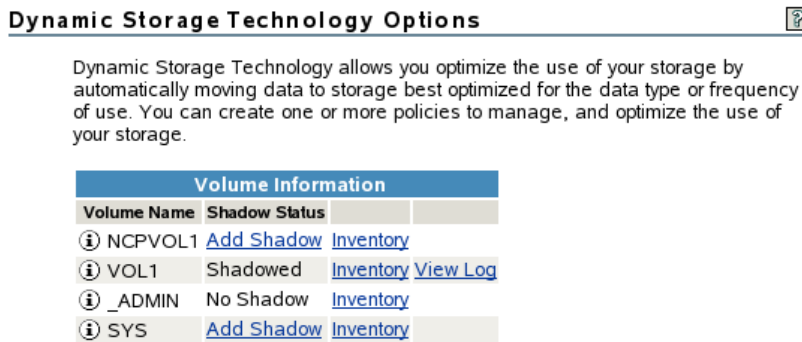 Dynamic Storage Technology Options
Dynamic Storage Technology allows you optimize the use of your storage by
automatically moving data to storage best optimized for the data type or frequency
of use. You can create one or more policies to manage, and optimize the use of
your storage.
Volume Information
Volume Name Shadow Status
NCPVOL1 Add Shadow Inventory
VOL1 Shadowed Inventory View Log
_ADMIN No Shadow Inventory
SYS Add Shadow Inventory